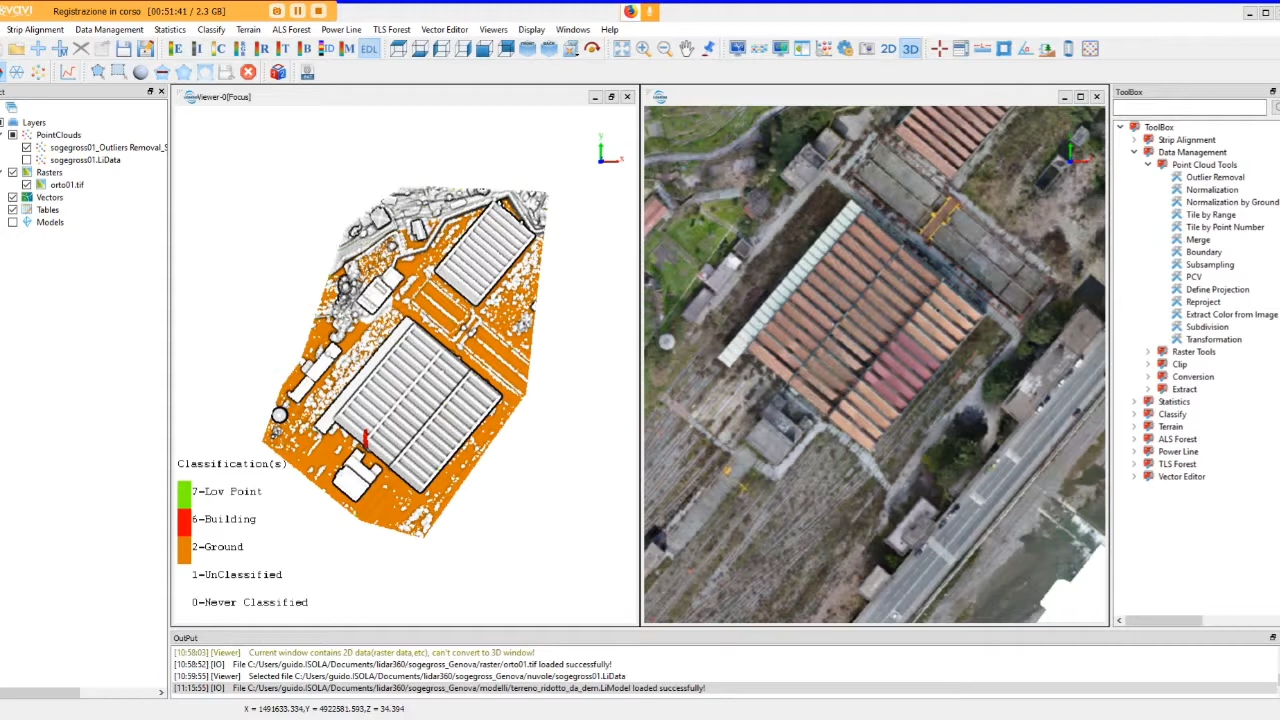 Registrazione in corso [00:51:41 / 2.3 GB]
Strip Alignment Data Management Statistics Classify Terrain ALS Forest Power Line TLS Forest Vector Editor Viewers Display Windows Help
E I C R T B ID M EDL 2D 3D
Viewer-0[Focus]
ToolBox
Layers
PointClouds
sogegross01_Outliers Removal_S
sogegross01.LiData
Rasters
orto01.tif
Vectors
Tables
Models
Y
X
Classification(s)
7-Low Point
6-Building
2-Ground
1-UnClassified
0-Never Classified
ToolBox
Strip Alignment
Data Management
Point Cloud Tools
Outlier Removal
Normalization
Normalization by Ground
Tile by Range
Tile by Point Number
Merge
Boundary
Subsampling
PCV
Define Projection
Reproject
Extract Color from Image
Subdivision
Transformation
Raster Tools
Clip
Conversion
Extract
Statistics
Classify
Terrain
ALS Forest
Power Line
TLS Forest
Vector Editor
OutPut
[10:58:03] [Viewer] Current window contains 2D data(raster data,etc), can't convert to 3D window!
[10:58:52] [IO] File C:/Users/guido.ISOLA/Documents/lidar360/sogegross_Genova/raster/orto01.tif loaded successfully!
[10:59:55] [Viewer] Selected file C:/Users/guido.ISOLA/Documents/lidar360/sogegross_Genova/nuvole/sogegross01.LiData
[11:15:55] [IO] File C:/Users/guido.ISOLA/Documents/lidar360/sogegross_Genova/modelli/terreno_ridotto_da_dem.LiModel loaded successfully!
X = 1491633.334, Y = 4922581.593, Z = 34.394